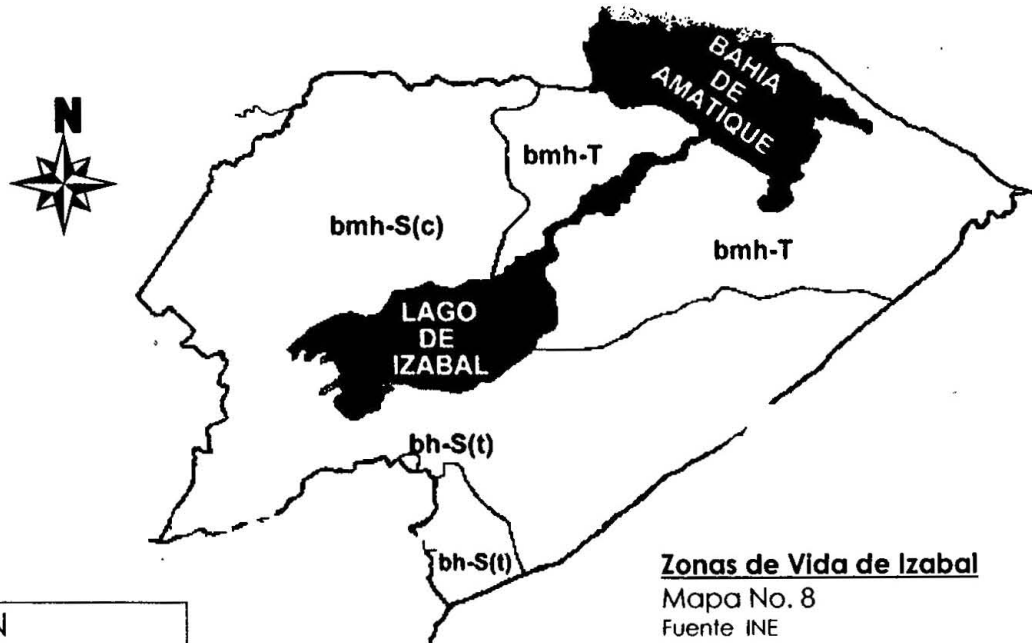 BAHIA
DE
AMATIQUE
N
bmh-T
bmh-S(c)
bmh-T
LAGO
DE
IZABAL
bh-S(t)
bh-S(t)
Zonas de Vida de Izabal
Mapa No. 8
Fuente INE
N